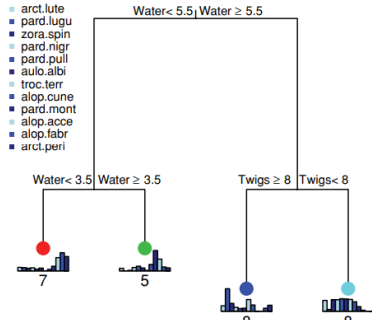 arct.lute
pard.lugu
zora.spin
pard.nigr
pard.pull
aulo.albi
troc.terr
alop.cune
pard.mont
alop.acce
alop.fabr
arct.peri
Water< 5.5 Water ≥ 5.5
Water< 3.5 Water ≥ 3.5
Twigs ≥ 8 Twigs< 8
7 5